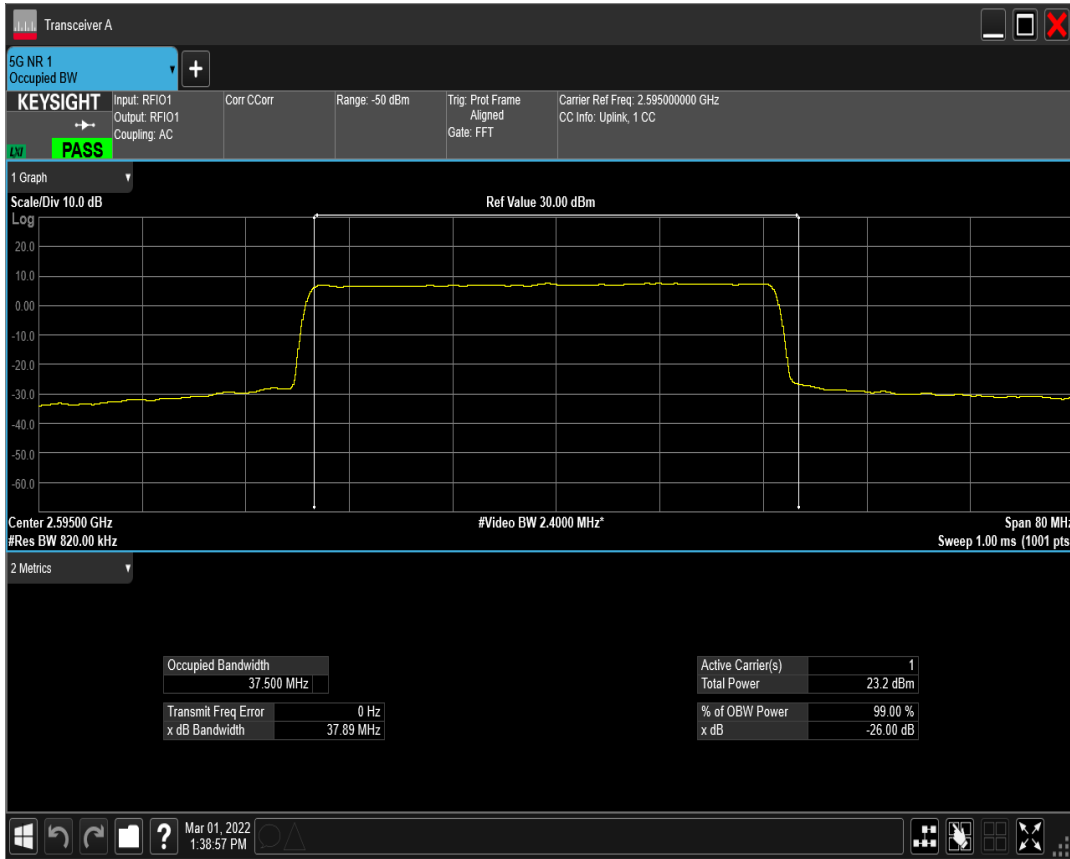 Transceiver A
5G NR 1
Occupied BW
KEYSIGHT
LXI
PASS
Input: RFIO1
Output: RFIO1
Coupling: AC
Corr CCorr
Range: -50 dBm
Trig: Prot Frame
Aligned
Gate: FFT
Carrier Ref Freq: 2.595000000 GHz
CC Info: Uplink, 1 CC
1 Graph
Scale/Div 10.0 dB
Ref Value 30.00 dBm
Log
20.0
10.0
0.00
-10.0
-20.0
-30.0
-40.0
-50.0
-60.0
Center 2.59500 GHz
#Video BW 2.4000 MHz*
Span 80 MHz
#Res BW 820.00 kHz
Sweep 1.00 ms (1001 pts
2 Metrics
Occupied Bandwidth
37.500 MHz
Transmit Freq Error 0 Hz
x dB Bandwidth 37.89 MHz
Active Carrier(s) 1
Total Power 23.2 dBm
% of OBW Power 99.00 %
x dB -26.00 dB
?
Mar 01, 2022
1:38:57 PM